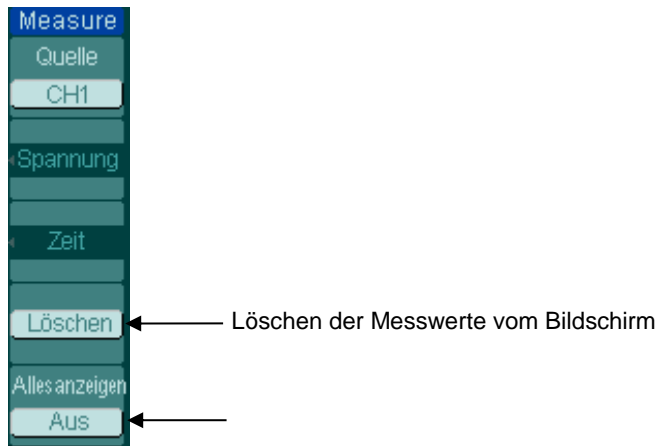 Measure
Quelle
CH1
Spannung
Zeit
Löschen
Löschen der Messwerte vom Bildschirm
Alles anzeigen
Aus